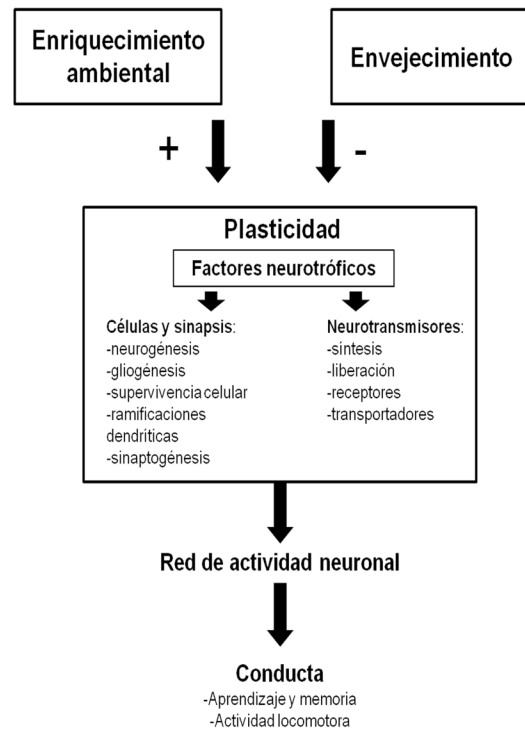 Enriquecimiento
ambiental
Envejecimiento
+
-
Plasticidad
Factores neurotróficos
Células y sinapsis:
-neurogénesis
-gliogénesis
-supervivencia celular
-ramificaciones
dendríticas
-sinaptogénesis
Neurotransmisores:
-síntesis
-liberación
-receptores
-transportadores
Red de actividad neuronal
Conducta
-Aprendizaje y memoria
-Actividad locomotora